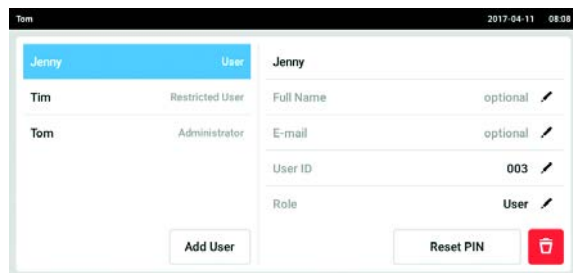 Tom 2017-04-11 08:08
Jenny User
Tim Restricted User
Tom Administrator
Add User
Jenny
Full Name optional
E-mail optional
User ID 003
Role User
Reset PIN